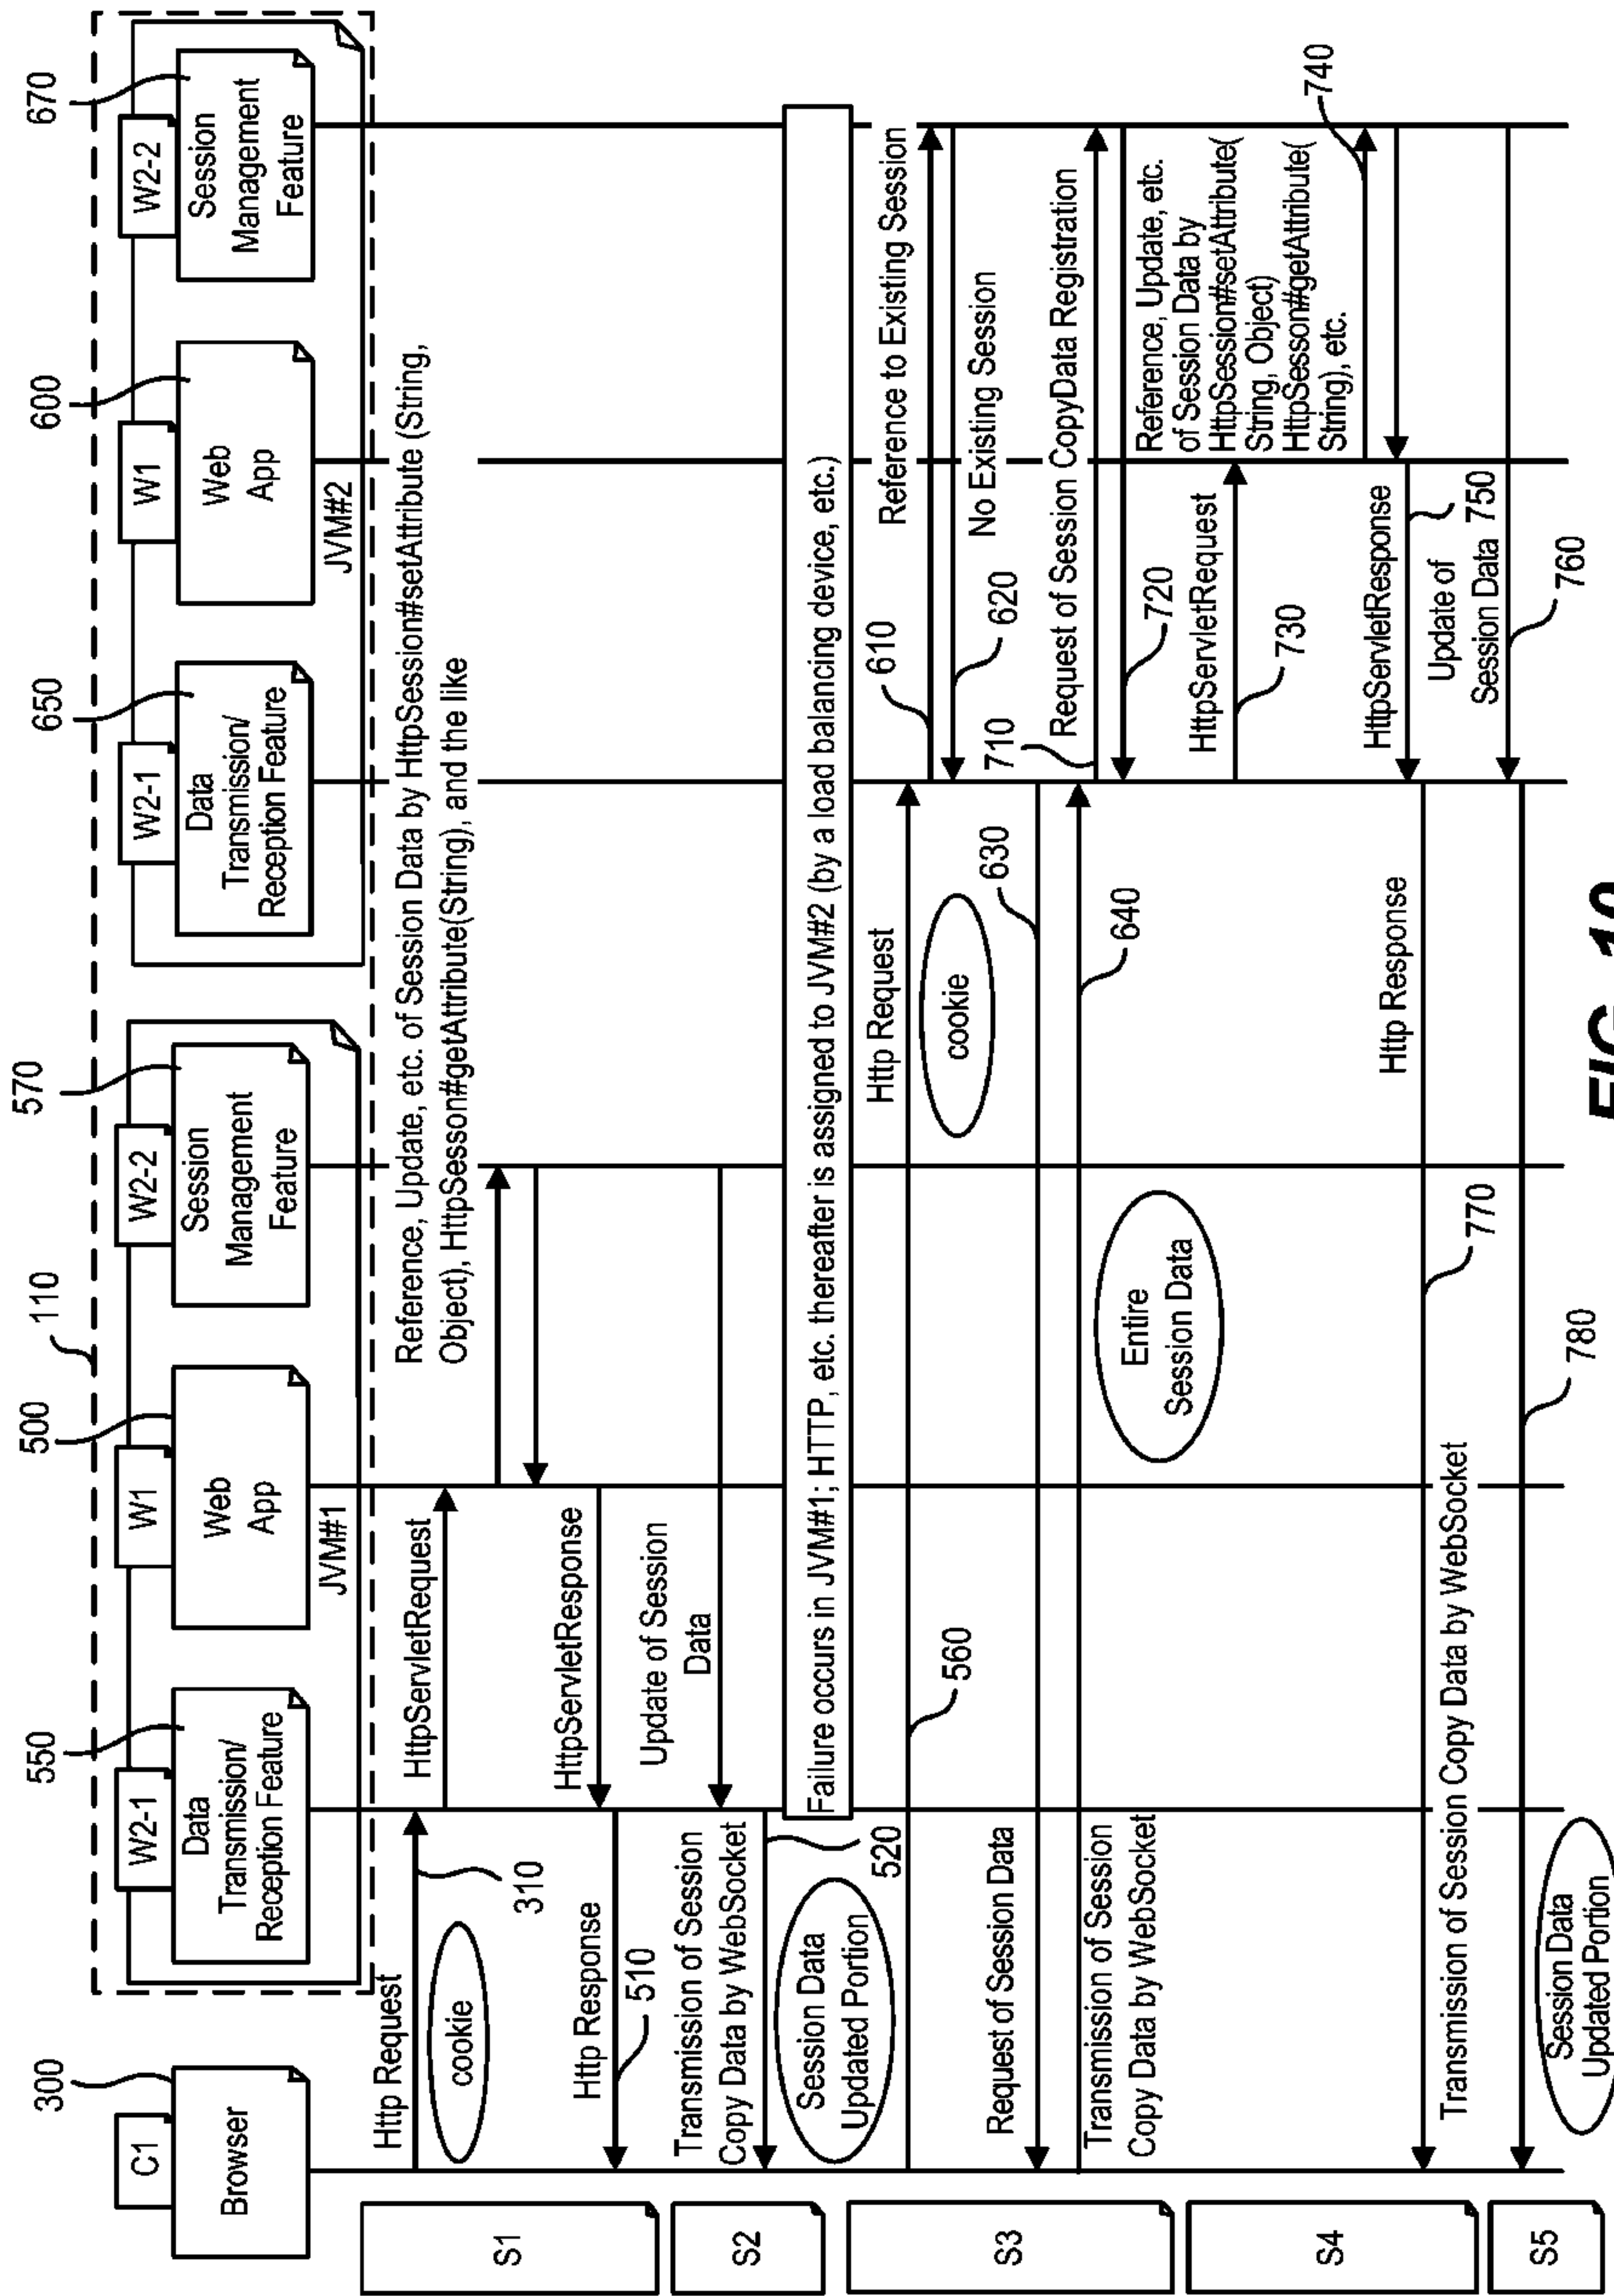 300
C1
Browser
110
550
W2-1
Data
Transmission/
Reception Feature
500
W1
Web
App
JVM#1
570
W2-2
Session
Management
Feature
650
W2-1
Data
Transmission/
Reception Feature
600
W1
Web
App
JVM#2
670
W2-2
Session
Management
Feature
S1
Http Request
cookie
310
HttpServletRequest
Reference, Update, etc. of Session Data by HttpSession#setAttribute (String,
Object), HttpSesson#getAttribute(String), and the like
HttpServletResponse
Http Response
510
S2
Update of Session
Data
Transmission of Session
Copy Data by WebSocket
520
Session Data
Updated Portion
Failure occurs in JVM#1; HTTP, etc. thereafter is assigned to JVM#2 (by a load balancing device, etc.)
S3
Http Request
cookie
560
Reference to Existing Session
610
No Existing Session
620
Request of Session Data
630
Transmission of Session
Copy Data by WebSocket
640
Entire
Session Data
Request of Session CopyData Registration
710
720
S4
HttpServletRequest
730
Reference, Update, etc.
of Session Data by
HttpSession#setAttribute(
String, Object)
HttpSesson#getAttribute(
String), etc.
740
HttpServletResponse
750
Http Response
770
S5
Update of
Session Data
760
Transmission of Session Copy Data by WebSocket
780
Session Data
Updated Portion
FIG. 10